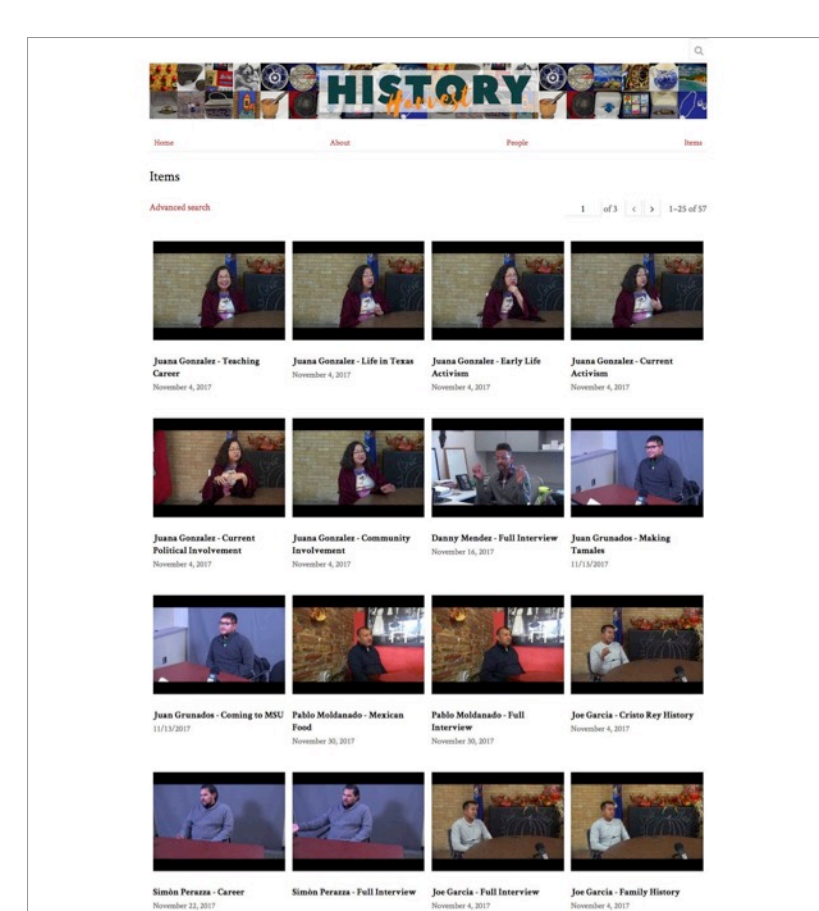 HISTORY
Harvest
Home About People Items
Items
Advanced search 1 of 3 < > 1–25 of 57
Juana Gonzalez - Teaching Career
November 4, 2017
Juana Gonzalez - Life in Texas
November 4, 2017
Juana Gonzalez - Early Life Activism
November 4, 2017
Juana Gonzalez - Current Activism
November 4, 2017
Juana Gonzalez - Current Political Involvement
November 4, 2017
Juana Gonzalez - Community Involvement
November 4, 2017
Danny Mendez - Full Interview
November 16, 2017
Juan Grunados - Making Tamales
11/13/2017
Juan Grunados - Coming to MSU
11/13/2017
Pablo Moldanado - Mexican Food
November 30, 2017
Pablo Moldanado - Full Interview
November 30, 2017
Joe Garcia - Cristo Rey History
November 4, 2017
Simòn Perazza - Career
November 22, 2017
Simòn Perazza - Full Interview
Joe Garcia - Full Interview
November 4, 2017
Joe Garcia - Family History
November 4, 2017